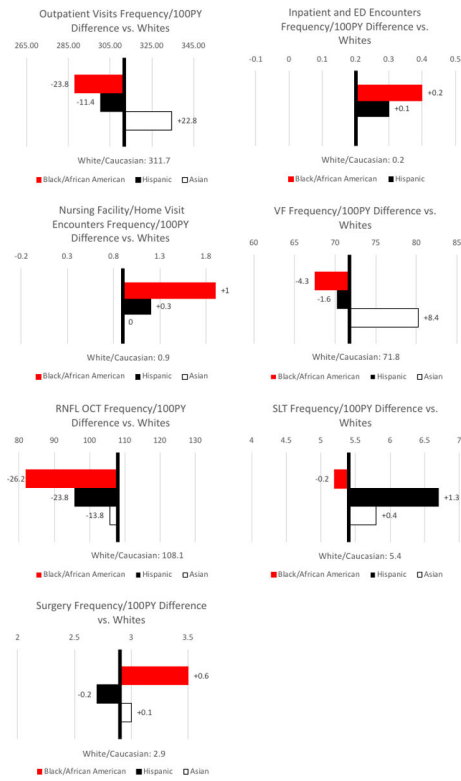 Outpatient Visits Frequency/100PY
Difference vs. Whites
265.00 285.00 305.00 325.00 345.00
-23.8
-11.4
+22.8
White/Caucasian: 311.7
Black/African American Hispanic Asian
Inpatient and ED Encounters
Frequency/100PY Difference vs.
Whites
-0.1 0 0.1 0.2 0.3 0.4 0.5
+0.2
+0.1
White/Caucasian: 0.2
Black/African American Hispanic
Nursing Facility/Home Visit
Encounters Frequency/100PY
Difference vs. Whites
-0.2 0.3 0.8 1.3 1.8
+1
+0.3
0
White/Caucasian: 0.9
Black/African American Hispanic Asian
VF Frequency/100PY Difference vs.
Whites
60 65 70 75 80 85
-4.3
-1.6
+8.4
White/Caucasian: 71.8
Black/African American Hispanic Asian
RNFL OCT Frequency/100PY
Difference vs. Whites
80 90 100 110 120 130
-26.2
-23.8
-13.8
White/Caucasian: 108.1
Black/African American Hispanic Asian
SLT Frequency/100PY Difference vs.
Whites
4 4.5 5 5.5 6 6.5 7
-0.2
+1.3
+0.4
White/Caucasian: 5.4
Black/African American Hispanic Asian
Surgery Frequency/100PY Difference
vs. Whites
2 2.5 3 3.5
+0.6
-0.2
+0.1
White/Caucasian: 2.9
Black/African American Hispanic Asian